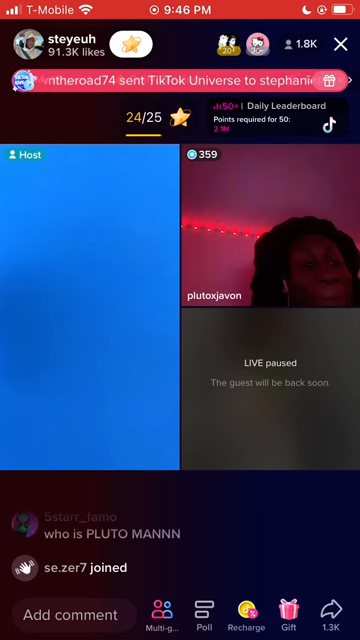 T-Mobile
9:46 PM
steyeuh
91.3K likes
20+
20+
1.8K
ntheroad74 sent TikTok Universe to stephani
24/25
50+ | Daily Leaderboard
Points required for 50:
2.1M
Host
359
plutoxjavon
LIVE paused
The guest will be back soon.
5starr_famo
who is PLUTO MANNN
se.zer7 joined
Add comment
Multi-g...
Poll
Recharge
Gift
1.3K